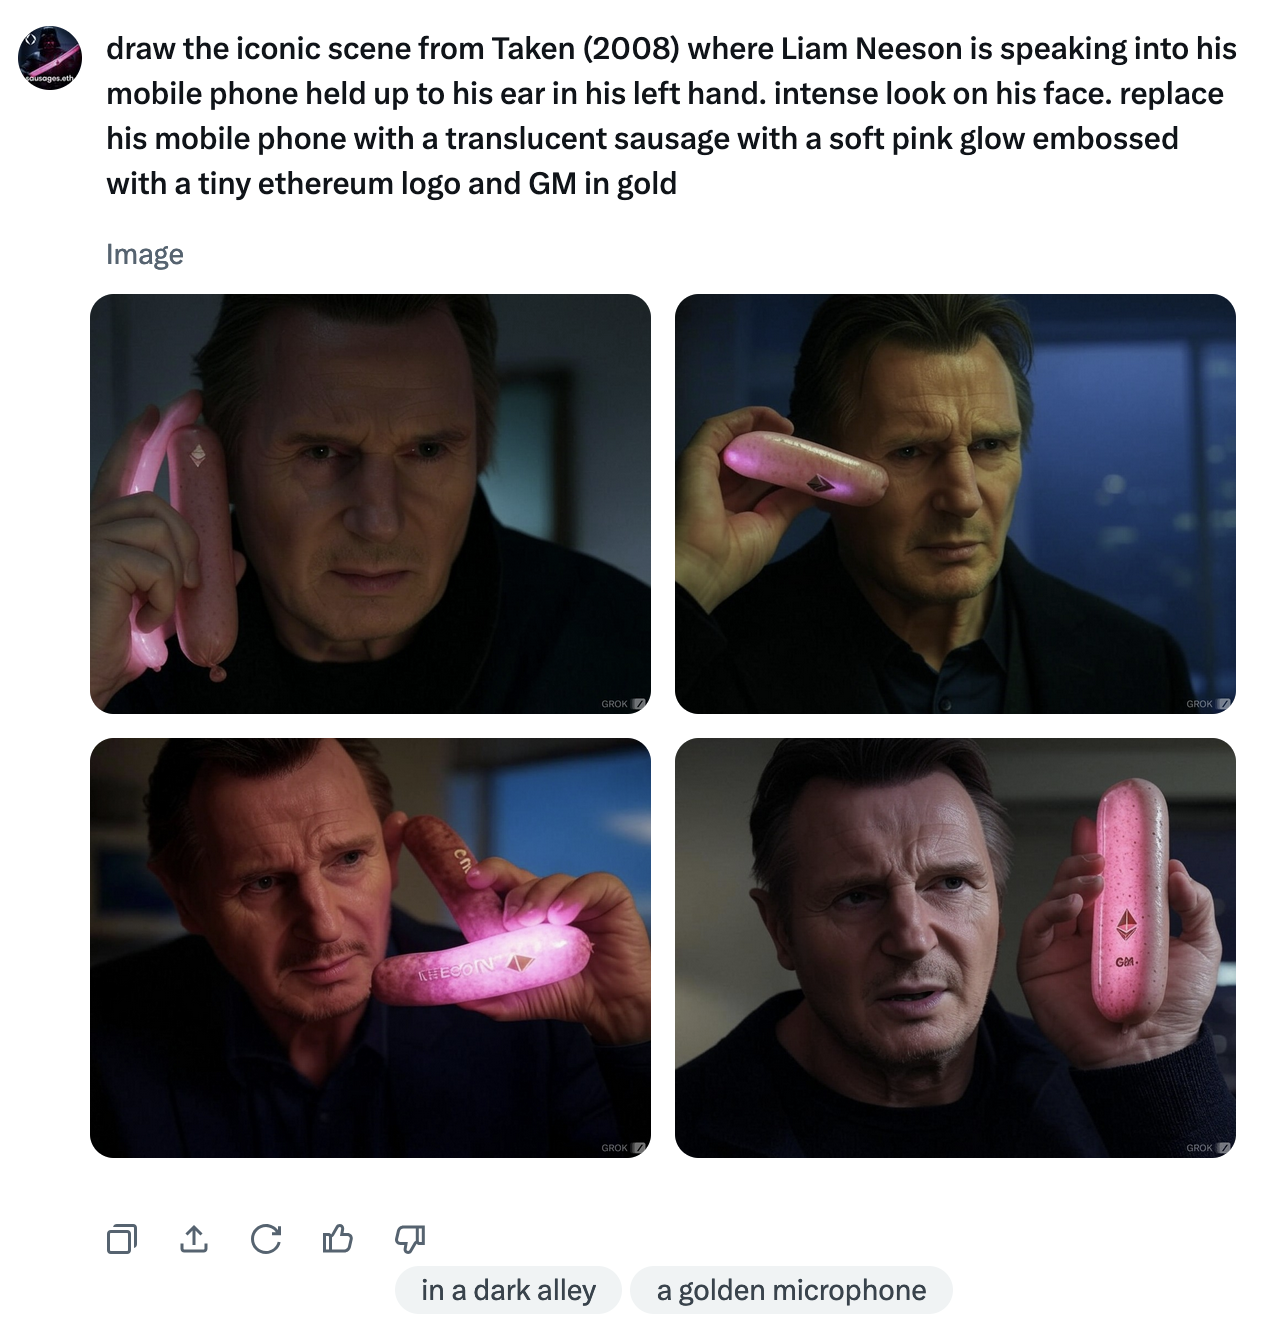 sausages.eth
draw the iconic scene from Taken (2008) where Liam Neeson is speaking into his
mobile phone held up to his ear in his left hand. intense look on his face. replace
his mobile phone with a translucent sausage with a soft pink glow embossed
with a tiny ethereum logo and GM in gold
Image
GROK
GROK
GM.
GROK
GROK
in a dark alley
a golden microphone